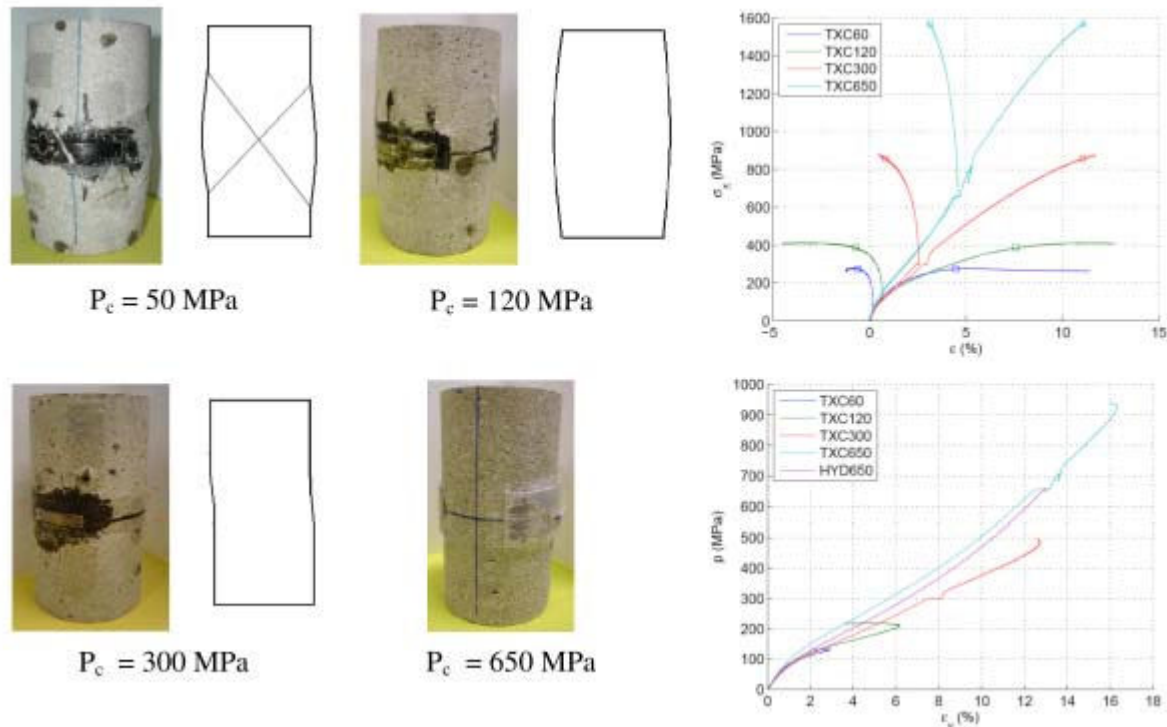 P_c = 50 MPa
P_c = 120 MPa
1600
1400
1200
1000
800
600
400
200
0
σ_x (MPa)
TXC60
TXC120
TXC300
TXC650
−5
0
5
10
15
ε (%)
P_c = 300 MPa
P_c = 650 MPa
1000
900
800
700
600
500
400
300
200
100
0
p (MPa)
TXC60
TXC120
TXC300
TXC650
HYD650
0
2
4
6
8
10
12
14
16
18
ε_v (%)